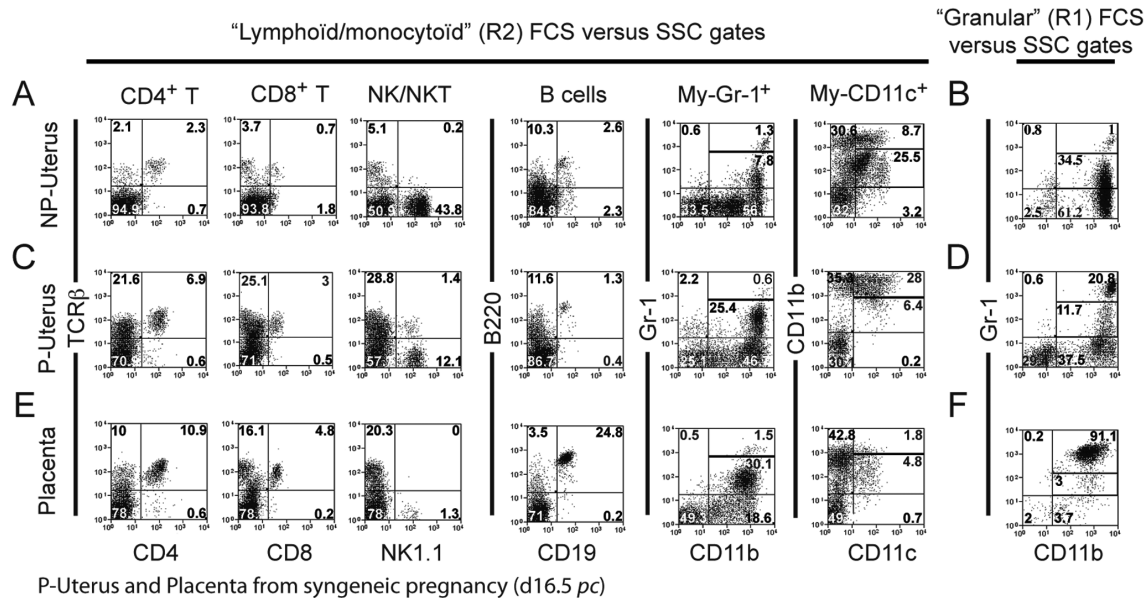 “Lymphoïd/monocytoïd” (R2) FCS versus SSC gates
“Granular” (R1) FCS
versus SSC gates
A
CD4+ T
CD8+ T
NK/NKT
B cells
My-Gr-1+
My-CD11c+
B
NP-Uterus
2.1 2.3 94.9 0.7
3.7 0.7 93.8 1.8
5.1 0.2 50.9 43.8
10.3 2.6 84.8 2.3
0.6 1.3 7.8 33.5
30.6 8.7 25.5 32 3.2
0.8 1 34.5 2.5 61.2
C
D
P-Uterus
TCRβ
B220
Gr-1
CD11b
Gr-1
21.6 6.9 0.6
25.1 3 71 0.5
28.8 1.4 57 12.1
11.6 1.3 86.7 0.4
2.2 0.6 25.4
35.3 28 6.4 30.1 0.2
0.6 20.8 11.7 37.5
E
F
Placenta
10 10.9 78 0.6
16.1 4.8 78 0.2
20.3 0 78 1.3
3.5 24.8 71 0.2
0.5 1.5 30.1 49.3 18.6
42.8 1.8 4.8 49 0.7
0.2 91.1 3 2 3.7
CD4
CD8
NK1.1
CD19
CD11b
CD11c
CD11b
P-Uterus and Placenta from syngeneic pregnancy (d16.5 pc)